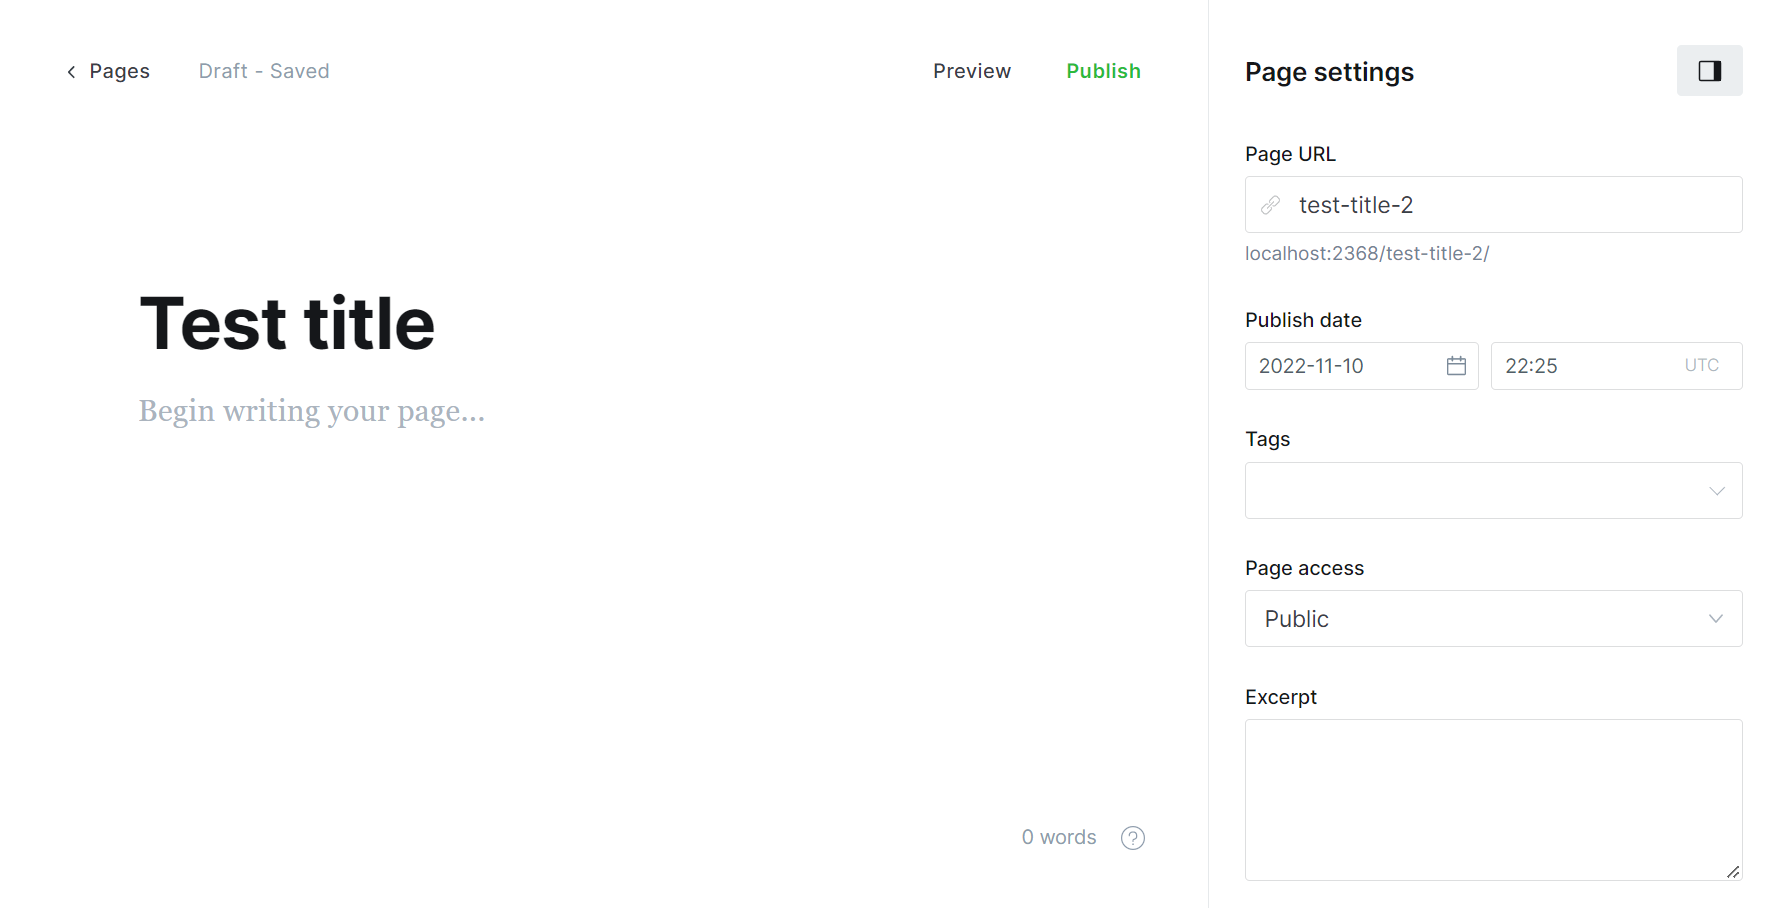 Pages
Draft - Saved
Preview
Publish
Test title
Begin writing your page...
0 words
?
Page settings
Page URL
test-title-2
localhost:2368/test-title-2/
Publish date
2022-11-10
22:25
UTC
Tags
Page access
Public
Excerpt